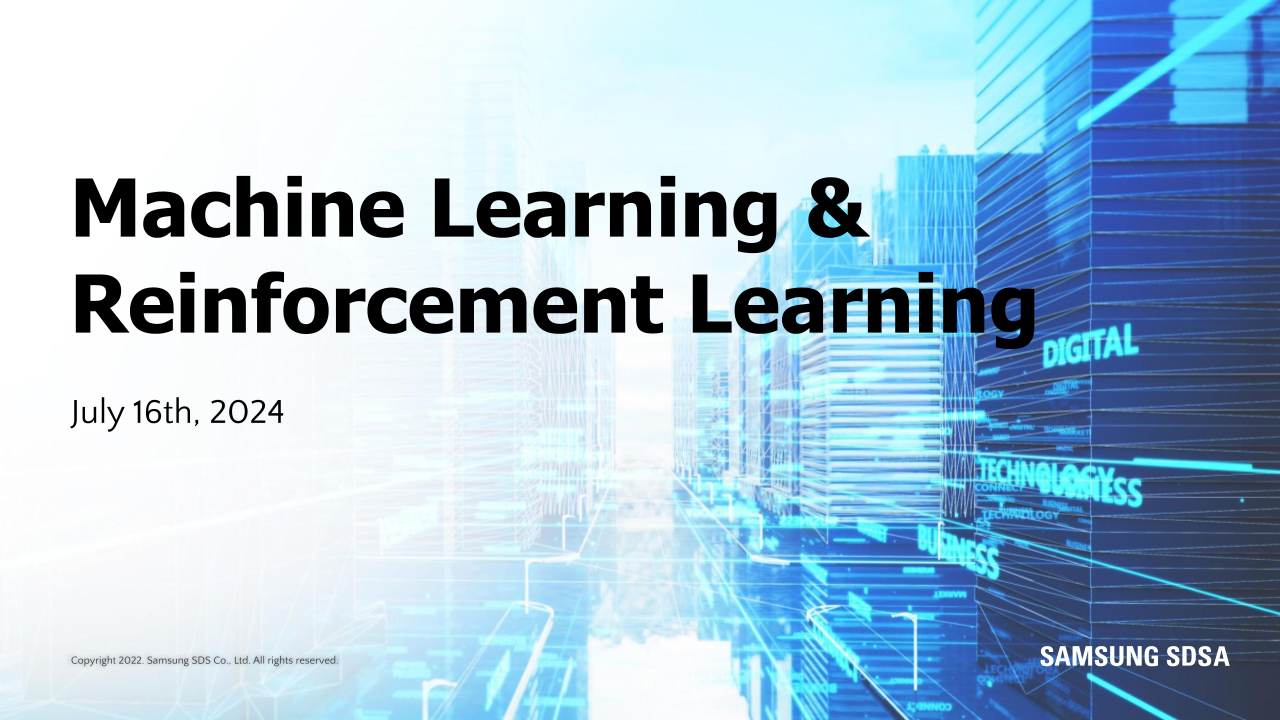 Machine Learning &
Reinforcement Learning
DIGITAL
July 16th, 2024
TECHNOLOGY
BUSINESS
CONNECT
TECHNOLOGY
BUSINESS
Copyright 2022. Samsung SDS Co., Ltd. All rights reserved.
SAMSUNG SDSA